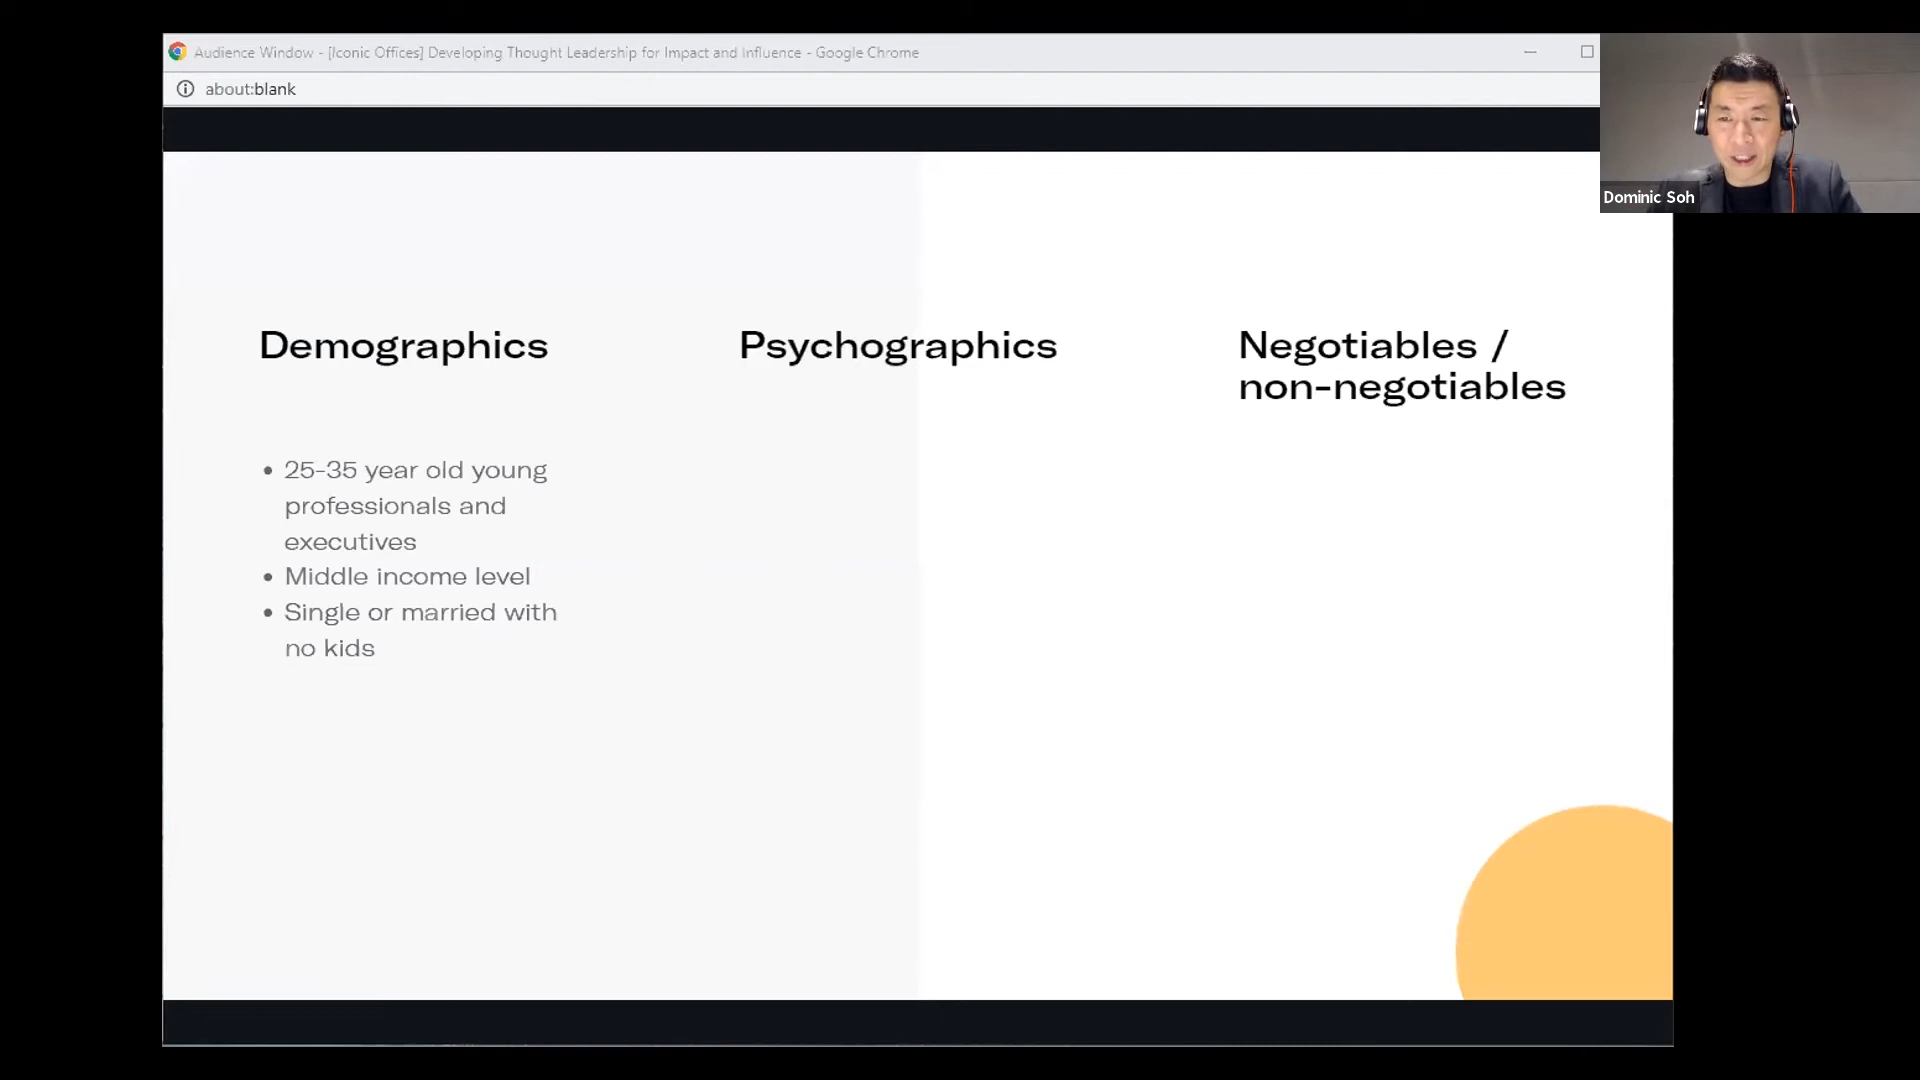 Audience Window - [Iconic Offices] Developing Thought Leadership for Impact and Influence - Google Chrome
about:blank
Dominic Soh
Demographics
Psychographics
Negotiables /
non-negotiables
• 25-35 year old young
professionals and
executives
• Middle income level
• Single or married with
no kids